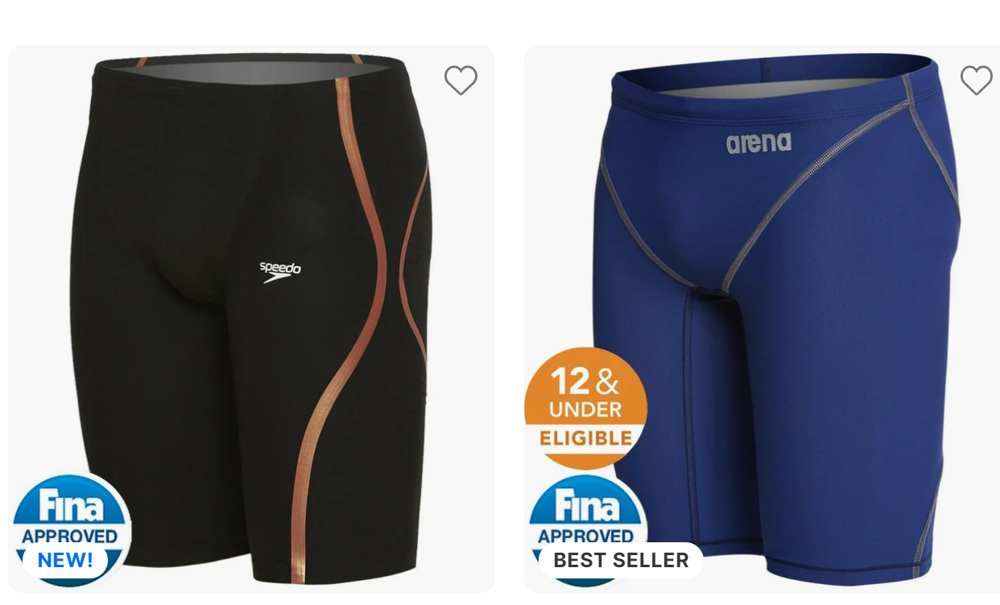 speedo
Fina
APPROVED
NEW!
arena
12 &
UNDER
ELIGIBLE
Fina
APPROVED
BEST SELLER